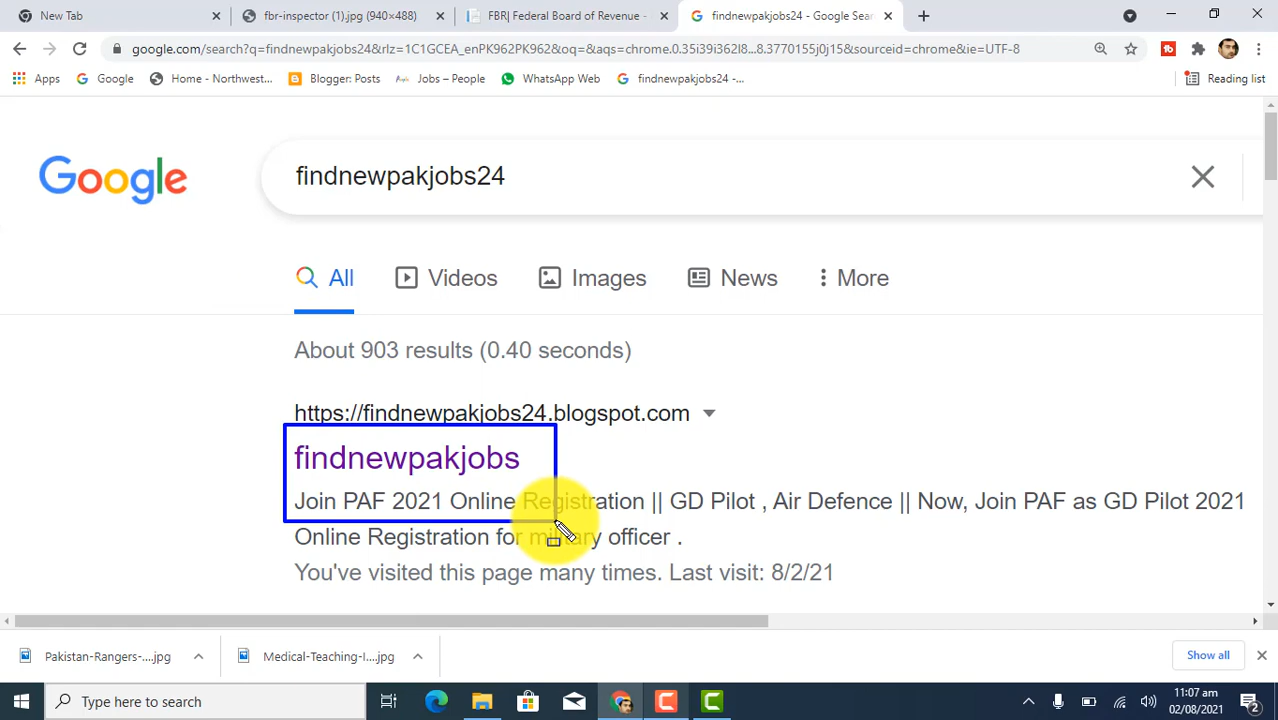 New Tab
fbr-inspector (1).jpg (940×488)
FBR| Federal Board of Revenue -
findnewpakjobs24 - Google Sear
google.com/search?q=findnewpakjobs24&rlz=1C1GCEA_enPK962PK962&oq=&aqs=chrome.0.35i39i362l8...8.3770155j0j15&sourceid=chrome&ie=UTF-8
Apps
Google
Home - Northwest...
Blogger: Posts
Jobs – People
WhatsApp Web
findnewpakjobs24 -...
Reading list
Google
findnewpakjobs24
All
Videos
Images
News
More
About 903 results (0.40 seconds)
https://findnewpakjobs24.blogspot.com
findnewpakjobs
Join PAF 2021 Online Registration || GD Pilot , Air Defence || Now, Join PAF as GD Pilot 2021
Online Registration for military officer .
You've visited this page many times. Last visit: 8/2/21
Pakistan-Rangers-....jpg
Medical-Teaching-I....jpg
Show all
Type here to search
11:07 am
02/08/2021
2